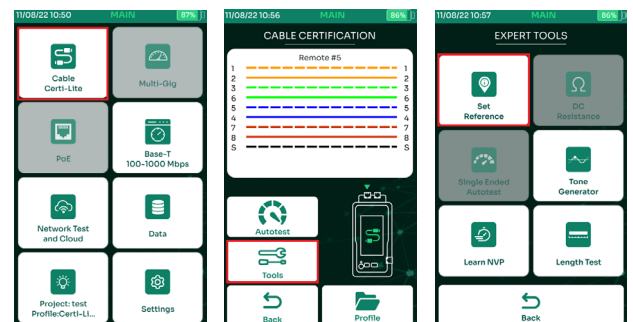 11/08/22 10:50 MAIN 87%
Cable
Certi-Lite
Multi-Gig
PoE
Base-T
100-1000 Mbps
Network Test
and Cloud
Data
Project: test
Profile:Certi-Li...
Settings
11/08/22 10:56 MAIN 86%
CABLE CERTIFICATION
Remote #5
1 1
2 2
3 3
6 6
5 5
4 4
7 7
8 8
S S
Autotest
Tools
Back
Profile
11/08/22 10:57 MAIN 86%
EXPERT TOOLS
Set
Reference
DC
Resistance
Single Ended
Autotest
Tone
Generator
Learn NVP
Length Test
Back